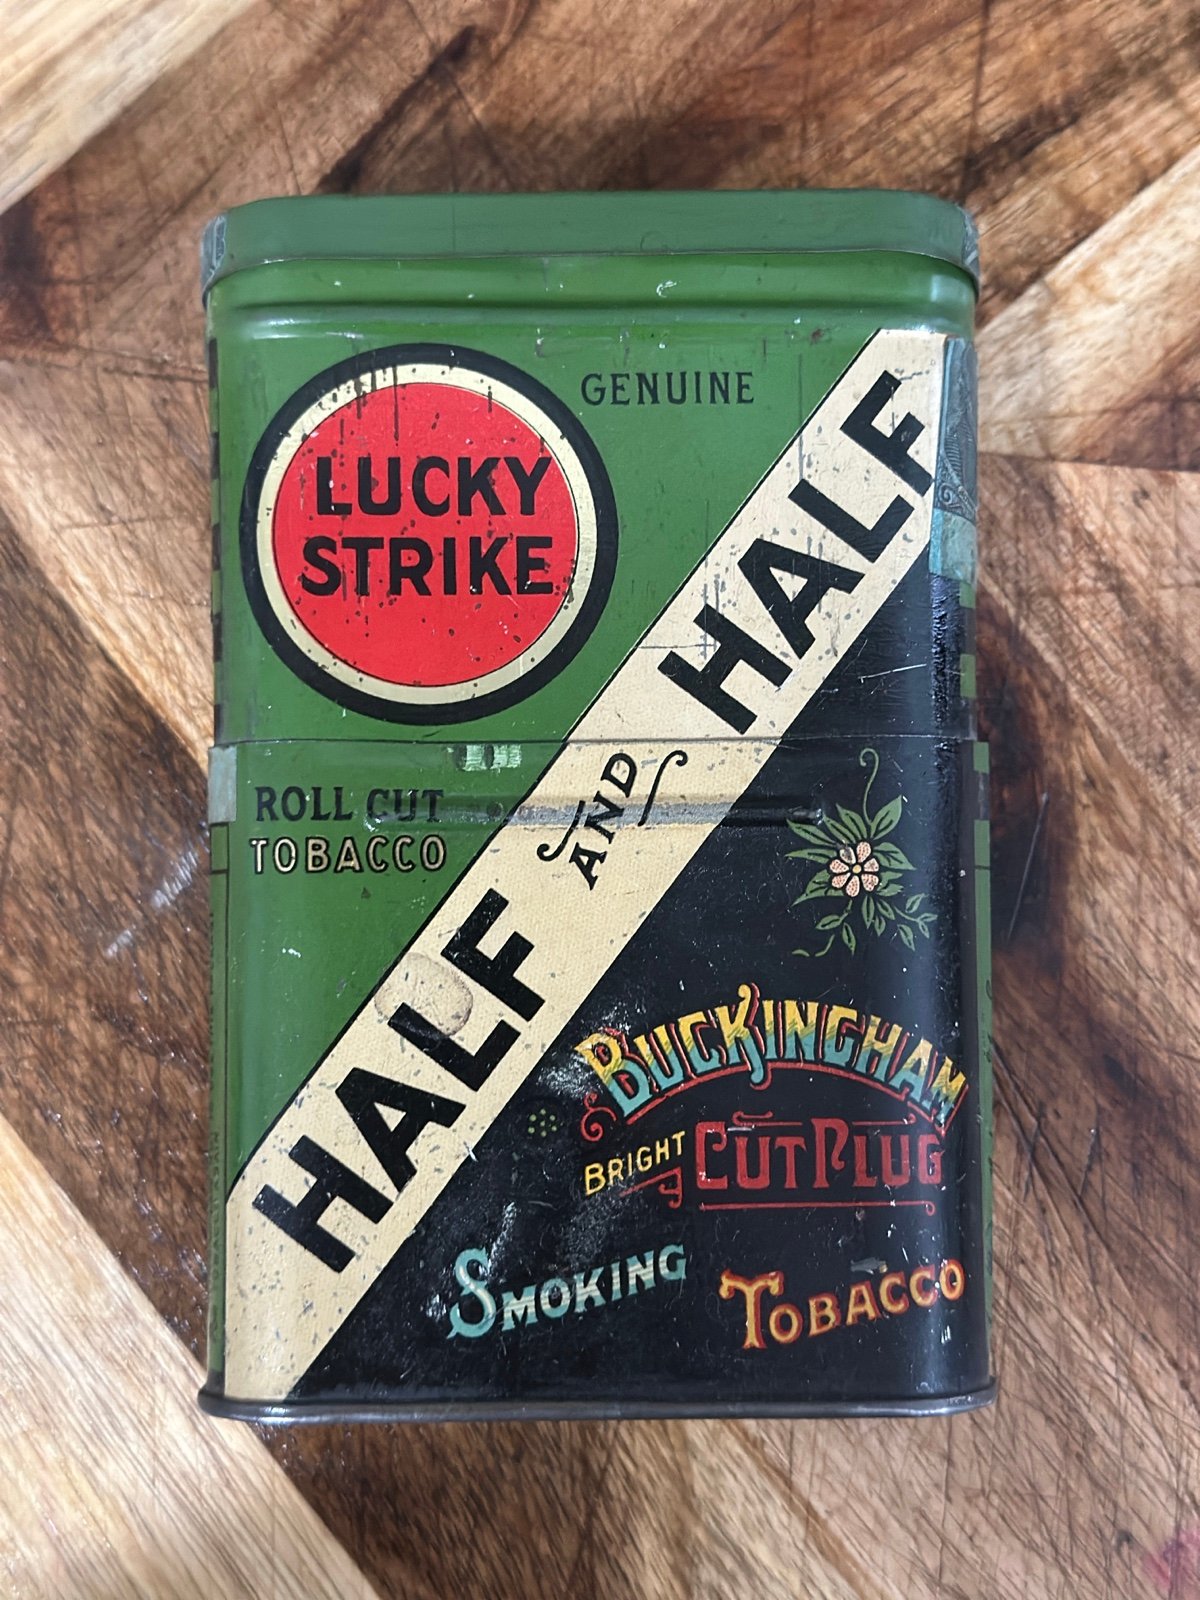 GENUINE
LUCKY
STRIKE
HALF
AND
HALF
ROLL CUT
TOBACCO
BUCKINGHAM
BRIGHT CUT PLUG
SMOKING
TOBACCO